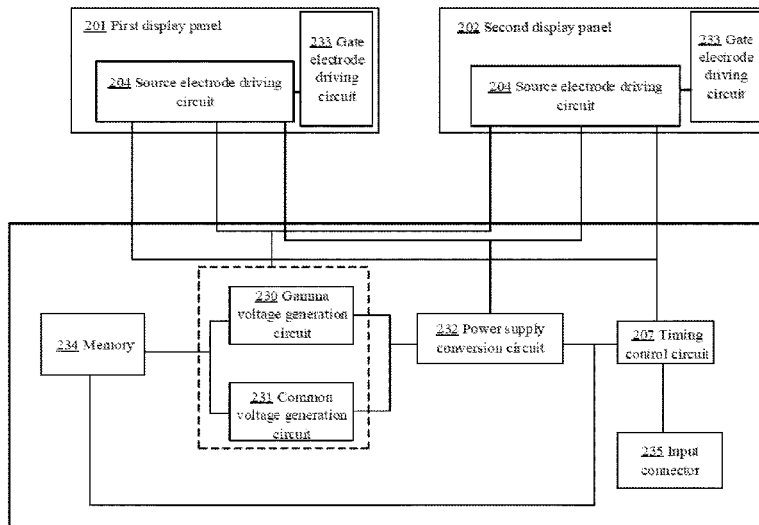 201 First display panel
233 Gate
electrode
driving
circuit
204 Source electrode driving
circuit
202 Second display panel
233 Gate
electrode
driving
circuit
204 Source electrode driving
circuit
230 Gamma
voltage generation
circuit
234 Memory
232 Power supply
conversion circuit
207 Timing
control circuit
231 Common
voltage generation
circuit
235 Input
connector